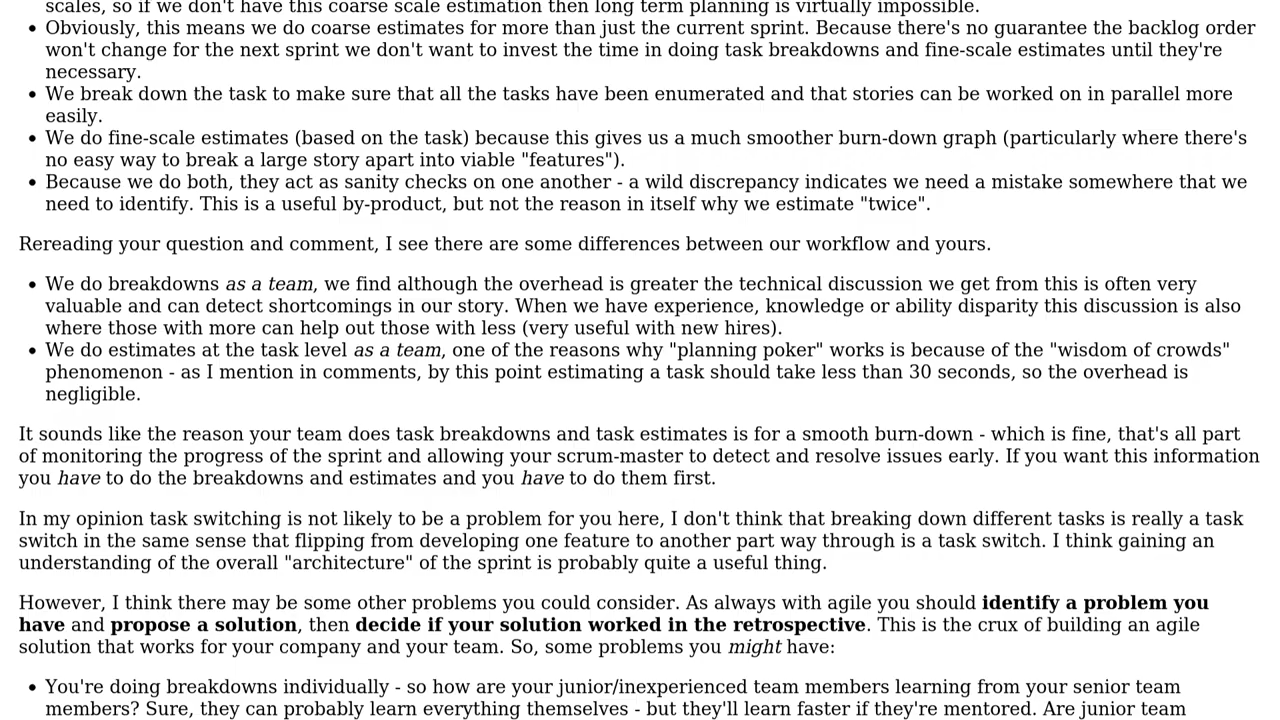 scales, so if we don't have this coarse scale estimation then long term planning is virtually impossible.
• Obviously, this means we do coarse estimates for more than just the current sprint. Because there's no guarantee the backlog order
won't change for the next sprint we don't want to invest the time in doing task breakdowns and fine-scale estimates until they're
necessary.
• We break down the task to make sure that all the tasks have been enumerated and that stories can be worked on in parallel more
easily.
• We do fine-scale estimates (based on the task) because this gives us a much smoother burn-down graph (particularly where there's
no easy way to break a large story apart into viable "features").
• Because we do both, they act as sanity checks on one another - a wild discrepancy indicates we need a mistake somewhere that we
need to identify. This is a useful by-product, but not the reason in itself why we estimate "twice".
Rereading your question and comment, I see there are some differences between our workflow and yours.
• We do breakdowns as a team, we find although the overhead is greater the technical discussion we get from this is often very
valuable and can detect shortcomings in our story. When we have experience, knowledge or ability disparity this discussion is also
where those with more can help out those with less (very useful with new hires).
• We do estimates at the task level as a team, one of the reasons why "planning poker" works is because of the "wisdom of crowds"
phenomenon - as I mention in comments, by this point estimating a task should take less than 30 seconds, so the overhead is
negligible.
It sounds like the reason your team does task breakdowns and task estimates is for a smooth burn-down - which is fine, that's all part
of monitoring the progress of the sprint and allowing your scrum-master to detect and resolve issues early. If you want this information
you have to do the breakdowns and estimates and you have to do them first.
In my opinion task switching is not likely to be a problem for you here, I don't think that breaking down different tasks is really a task
switch in the same sense that flipping from developing one feature to another part way through is a task switch. I think gaining an
understanding of the overall "architecture" of the sprint is probably quite a useful thing.
However, I think there may be some other problems you could consider. As always with agile you should identify a problem you
have and propose a solution, then decide if your solution worked in the retrospective. This is the crux of building an agile
solution that works for your company and your team. So, some problems you might have:
• You're doing breakdowns individually - so how are your junior/inexperienced team members learning from your senior team
members? Sure, they can probably learn everything themselves - but they'll learn faster if they're mentored. Are junior team